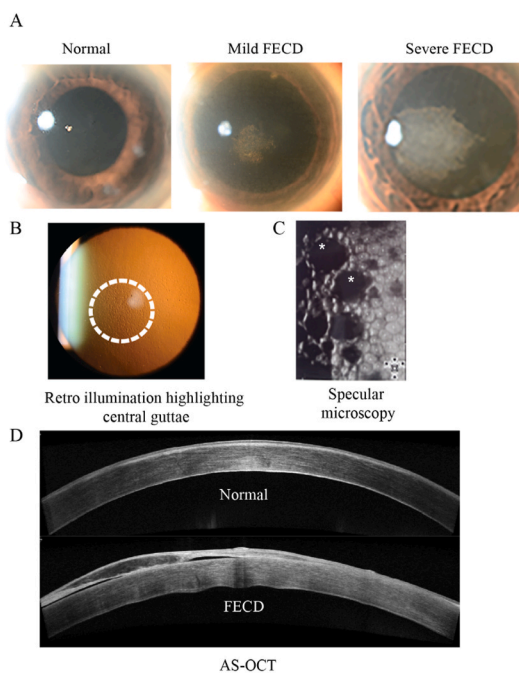 A
Normal
Mild FECD
Severe FECD
B
C
*
*
Retro illumination highlighting
central guttae
Specular
microscopy
D
Normal
FECD
AS-OCT